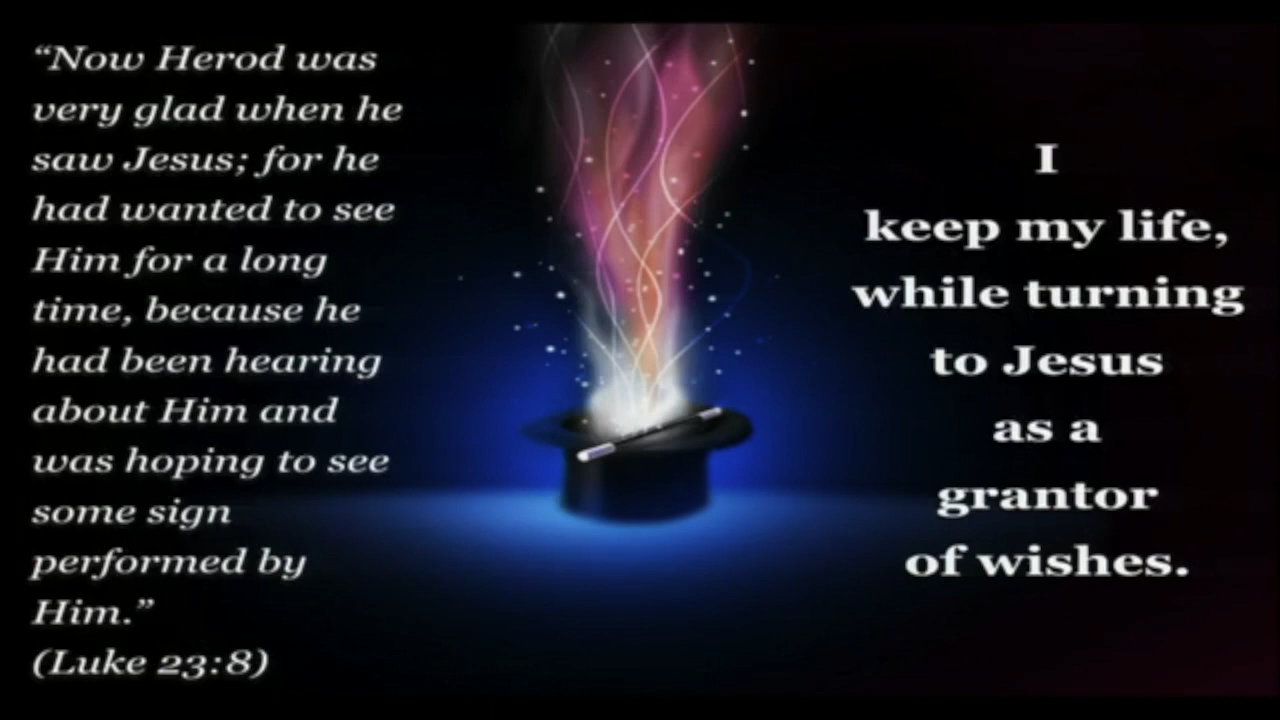 “Now Herod was
very glad when he
saw Jesus; for he
had wanted to see
Him for a long
time, because he
had been hearing
about Him and
was hoping to see
some sign
performed by
Him.”
(Luke 23:8)
I
keep my life,
while turning
to Jesus
as a
grantor
of wishes.